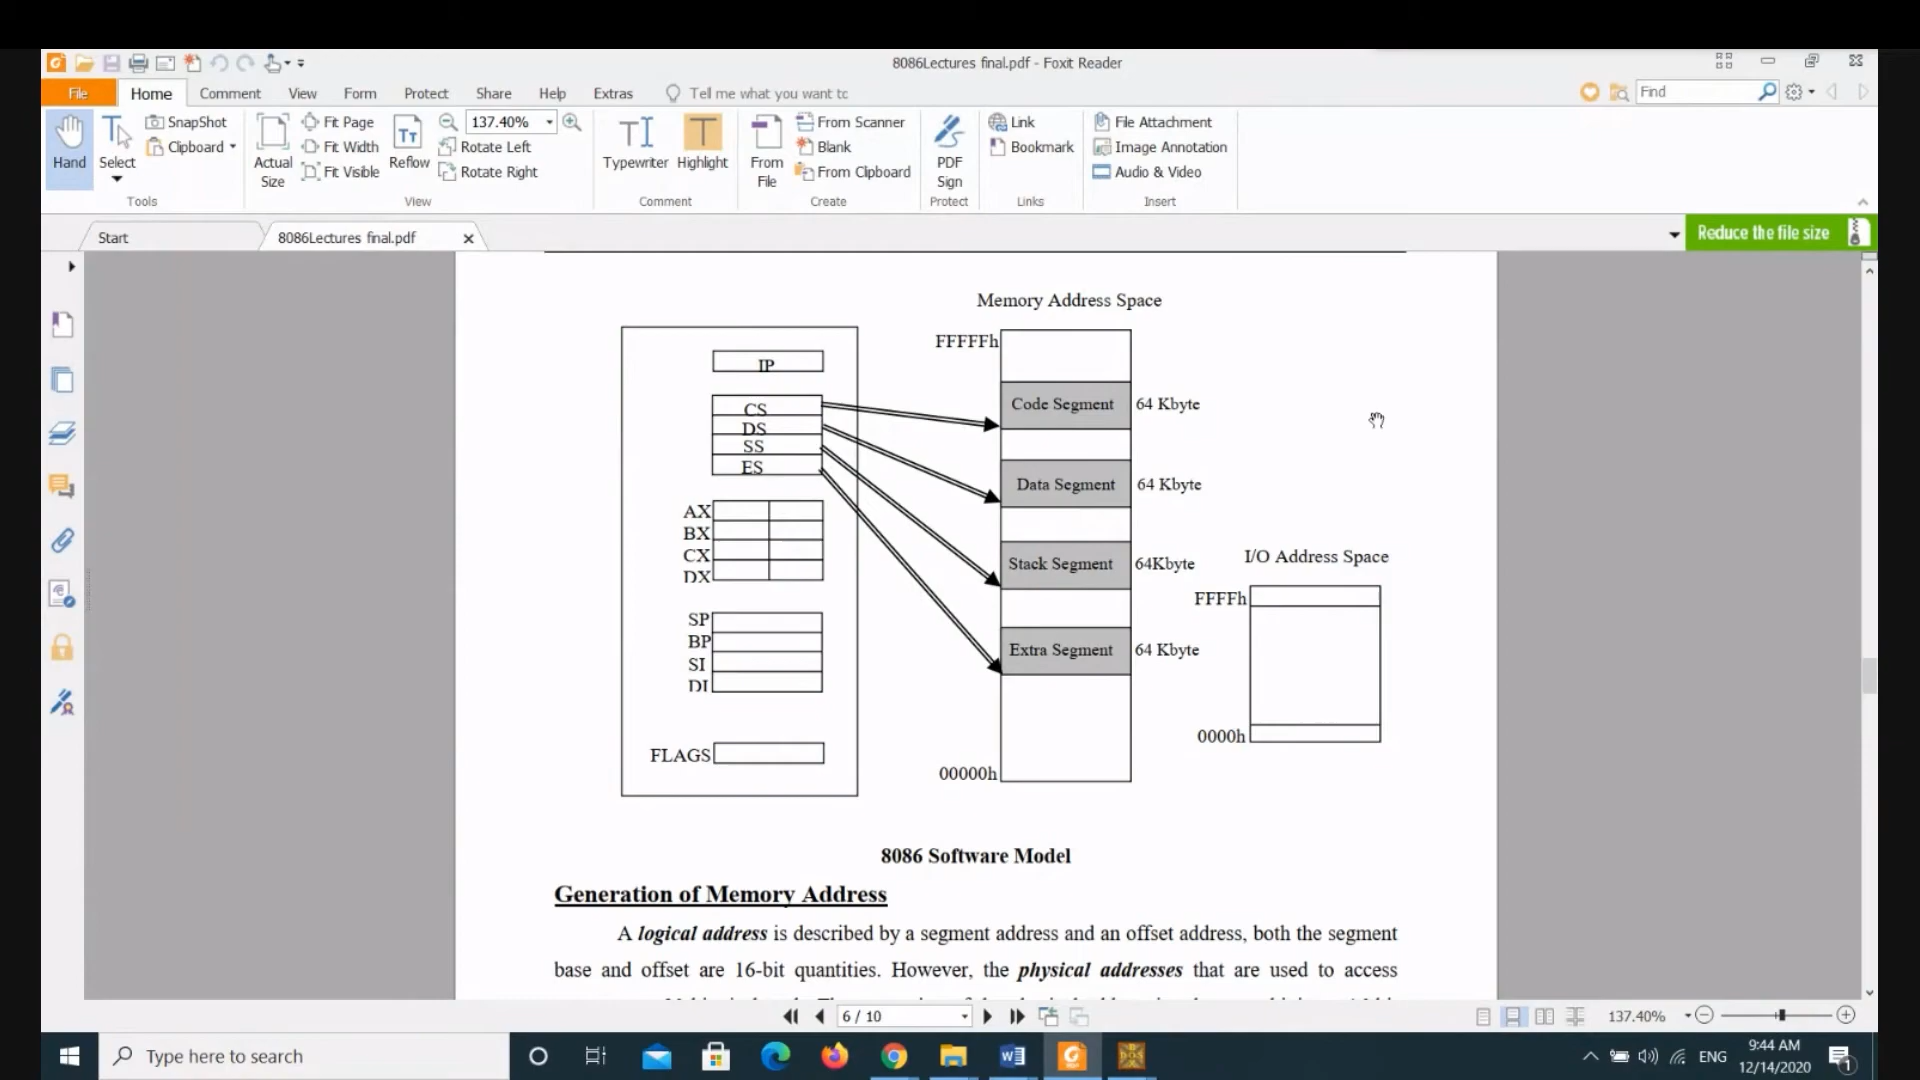 8086Lectures final.pdf - Foxit Reader
File Home Comment View Form Protect Share Help Extras Tell me what you want tc Find
Hand
Select
SnapShot
Clipboard
Tools
Actual Size
Fit Page
Fit Width
Fit Visible
Reflow
137.40%
Rotate Left
Rotate Right
View
Typewriter
Highlight
Comment
From File
From Scanner
Blank
From Clipboard
Create
PDF Sign
Protect
Link
Bookmark
Links
File Attachment
Image Annotation
Audio & Video
Insert
Start
8086Lectures final.pdf
Reduce the file size
Memory Address Space
FFFFFh
IP
CS
DS
SS
ES
Code Segment 64 Kbyte
Data Segment 64 Kbyte
Stack Segment 64Kbyte
Extra Segment 64 Kbyte
AX
BX
CX
DX
SP
BP
SI
DI
FLAGS
00000h
I/O Address Space
FFFFh
0000h
8086 Software Model
Generation of Memory Address
A logical address is described by a segment address and an offset address, both the segment
base and offset are 16-bit quantities. However, the physical addresses that are used to access
6 / 10
137.40%
Type here to search
ENG
9:44 AM
12/14/2020
1